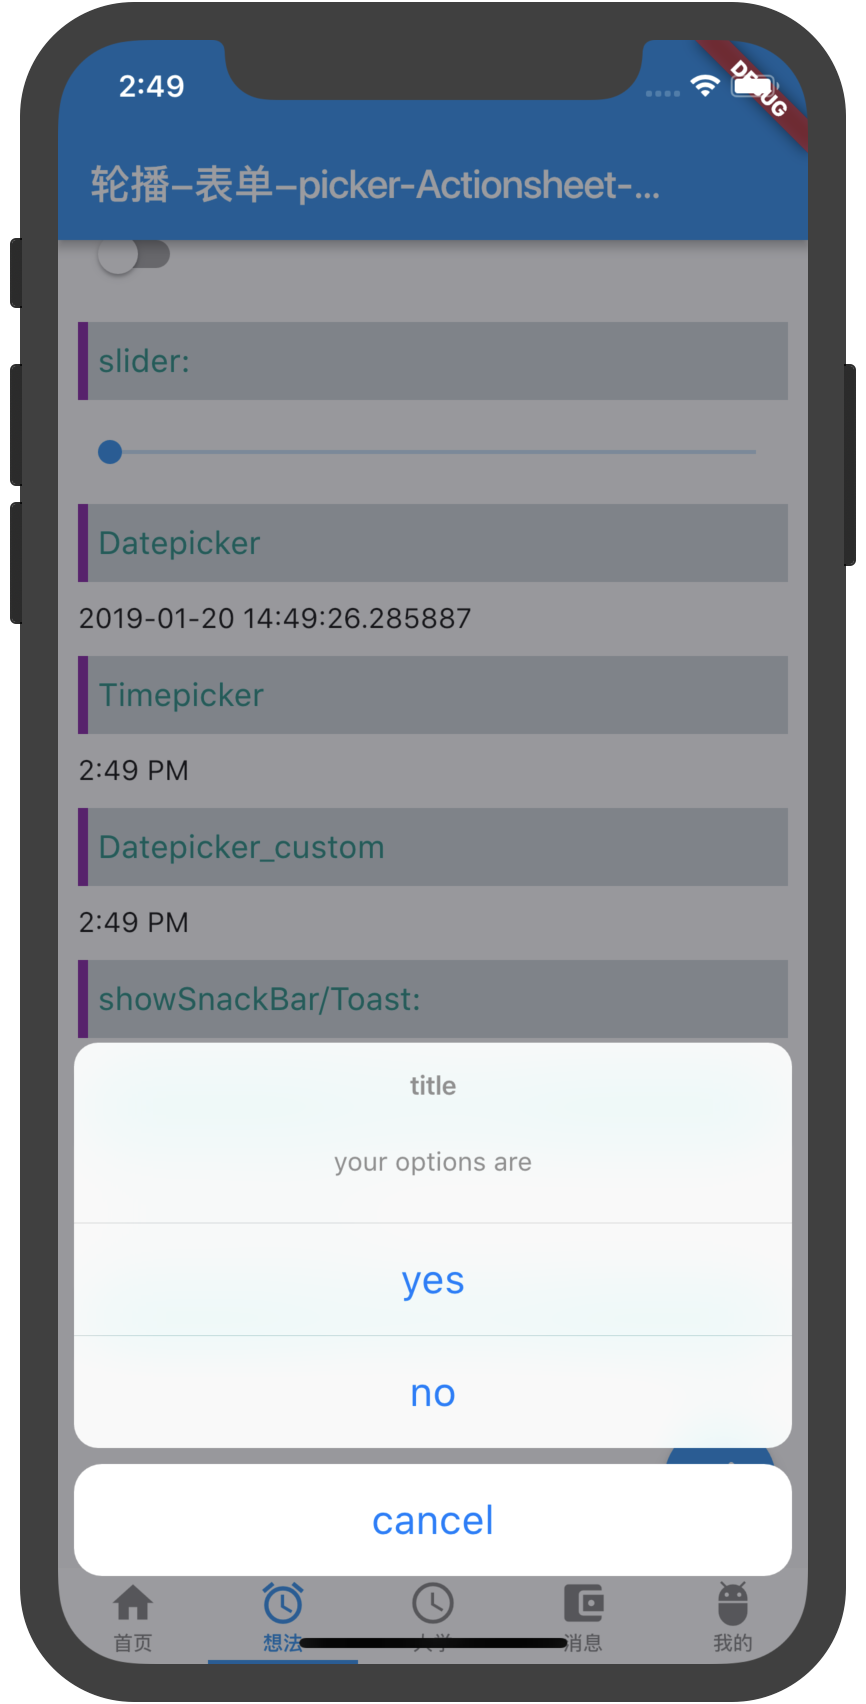 2:49
DEBUG
轮播–表单–picker-Actionsheet-...
slider:
Datepicker
2019-01-20 14:49:26.285887
Timepicker
2:49 PM
Datepicker_custom
2:49 PM
showSnackBar/Toast:
title
your options are
yes
no
cancel
首页 想法 大学 消息 我的